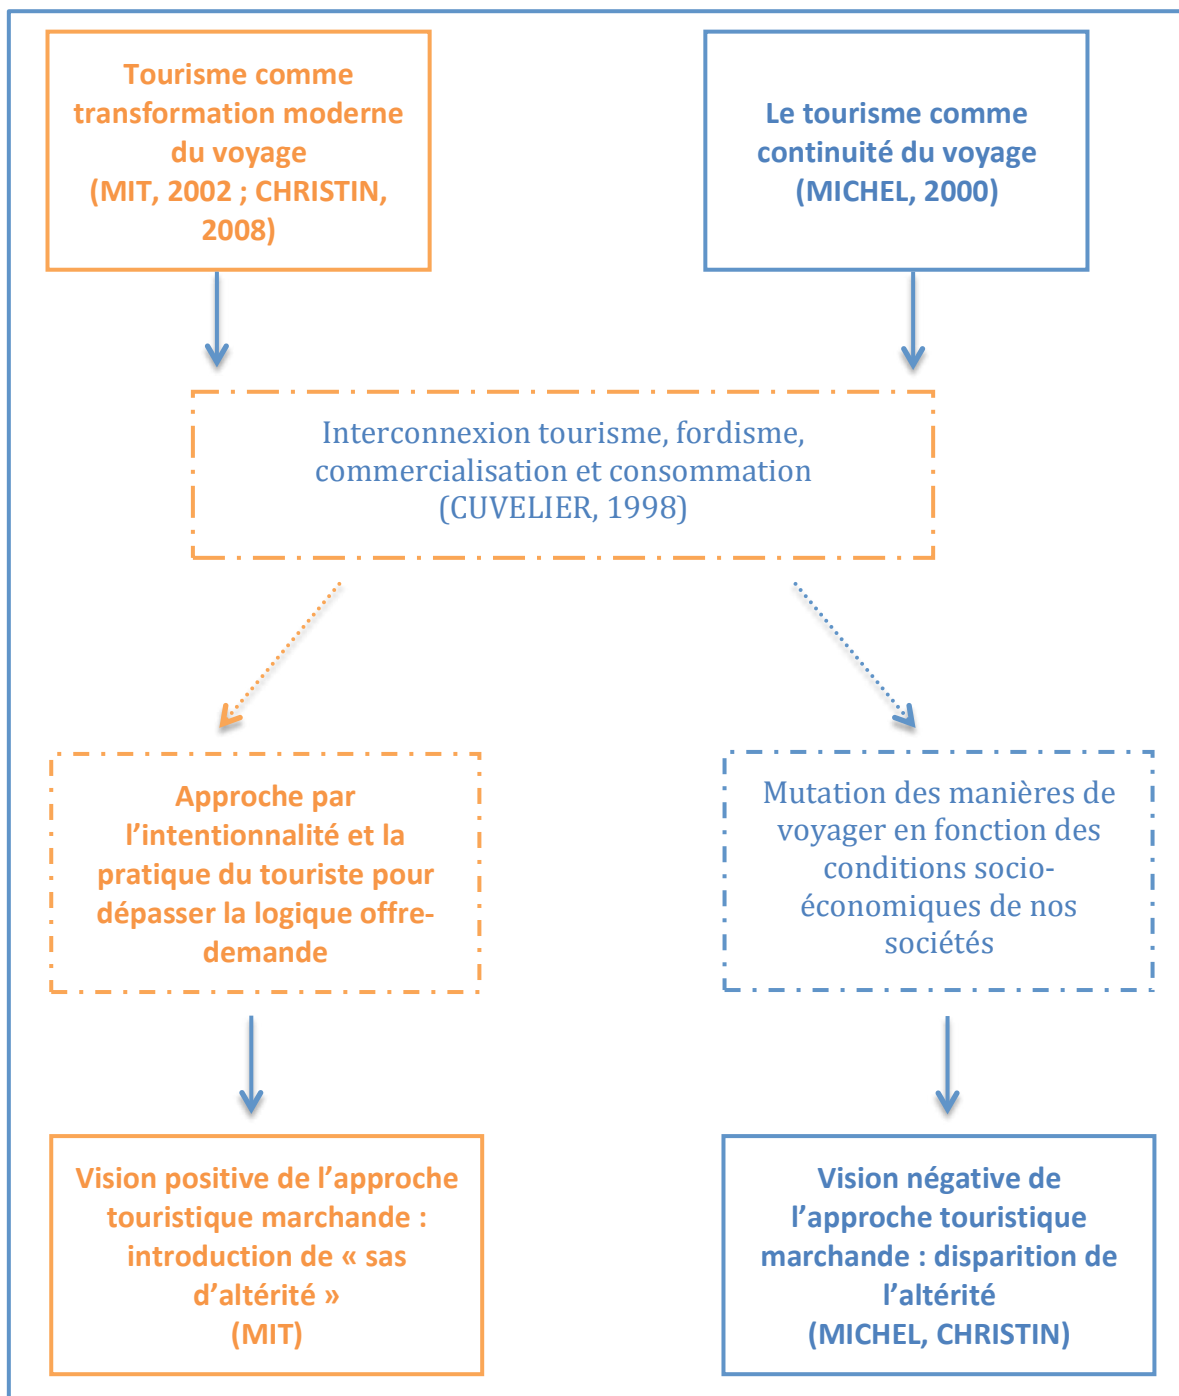 Tourisme comme
transformation moderne
du voyage
(MIT, 2002 ; CHRISTIN,
2008)
Le tourisme comme
continuité du voyage
(MICHEL, 2000)
Interconnexion tourisme, fordisme,
commercialisation et consommation
(CUVELIER, 1998)
Approche par
l’intentionnalité et la
pratique du touriste pour
dépasser la logique offre-
demande
Mutation des manières de
voyager en fonction des
conditions socio-
économiques de nos
sociétés
Vision positive de l’approche
touristique marchande :
introduction de « sas
d’altérité »
(MIT)
Vision négative de
l’approche touristique
marchande : disparition de
l’altérité
(MICHEL, CHRISTIN)